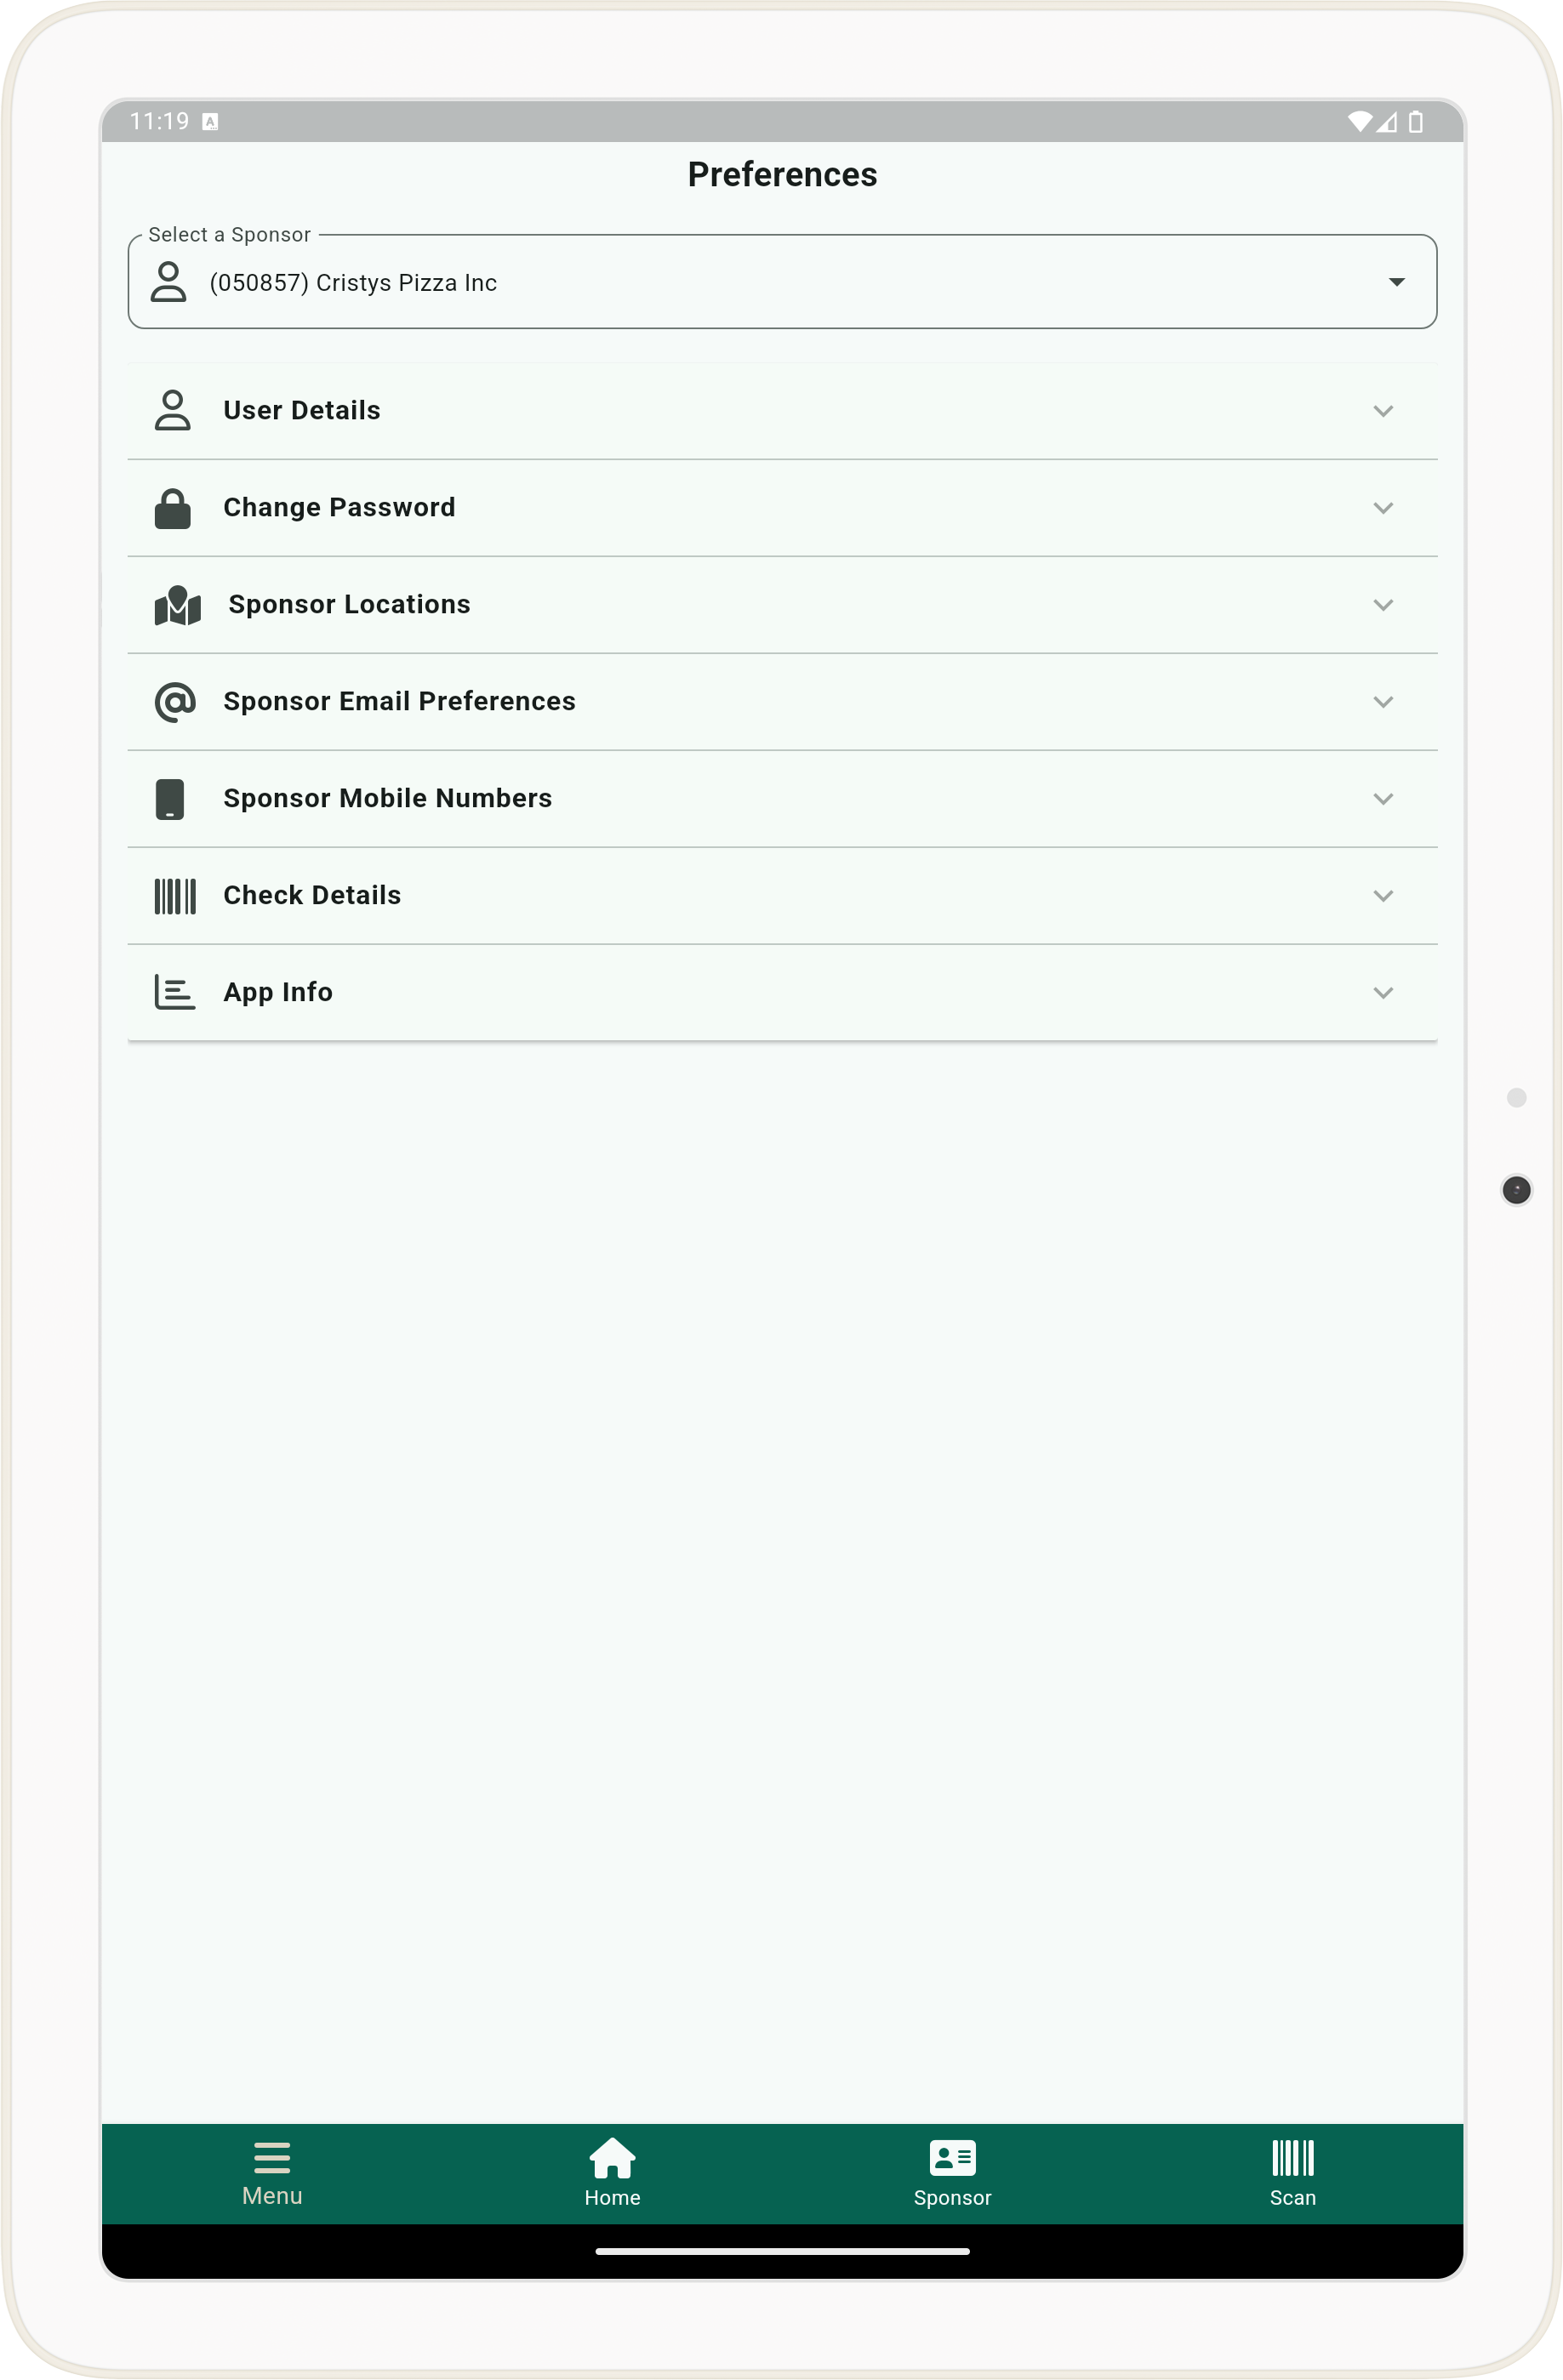 11:19
Preferences
Select a Sponsor
(050857) Cristys Pizza Inc
User Details
Change Password
Sponsor Locations
Sponsor Email Preferences
Sponsor Mobile Numbers
Check Details
App Info
Menu
Home
Sponsor
Scan